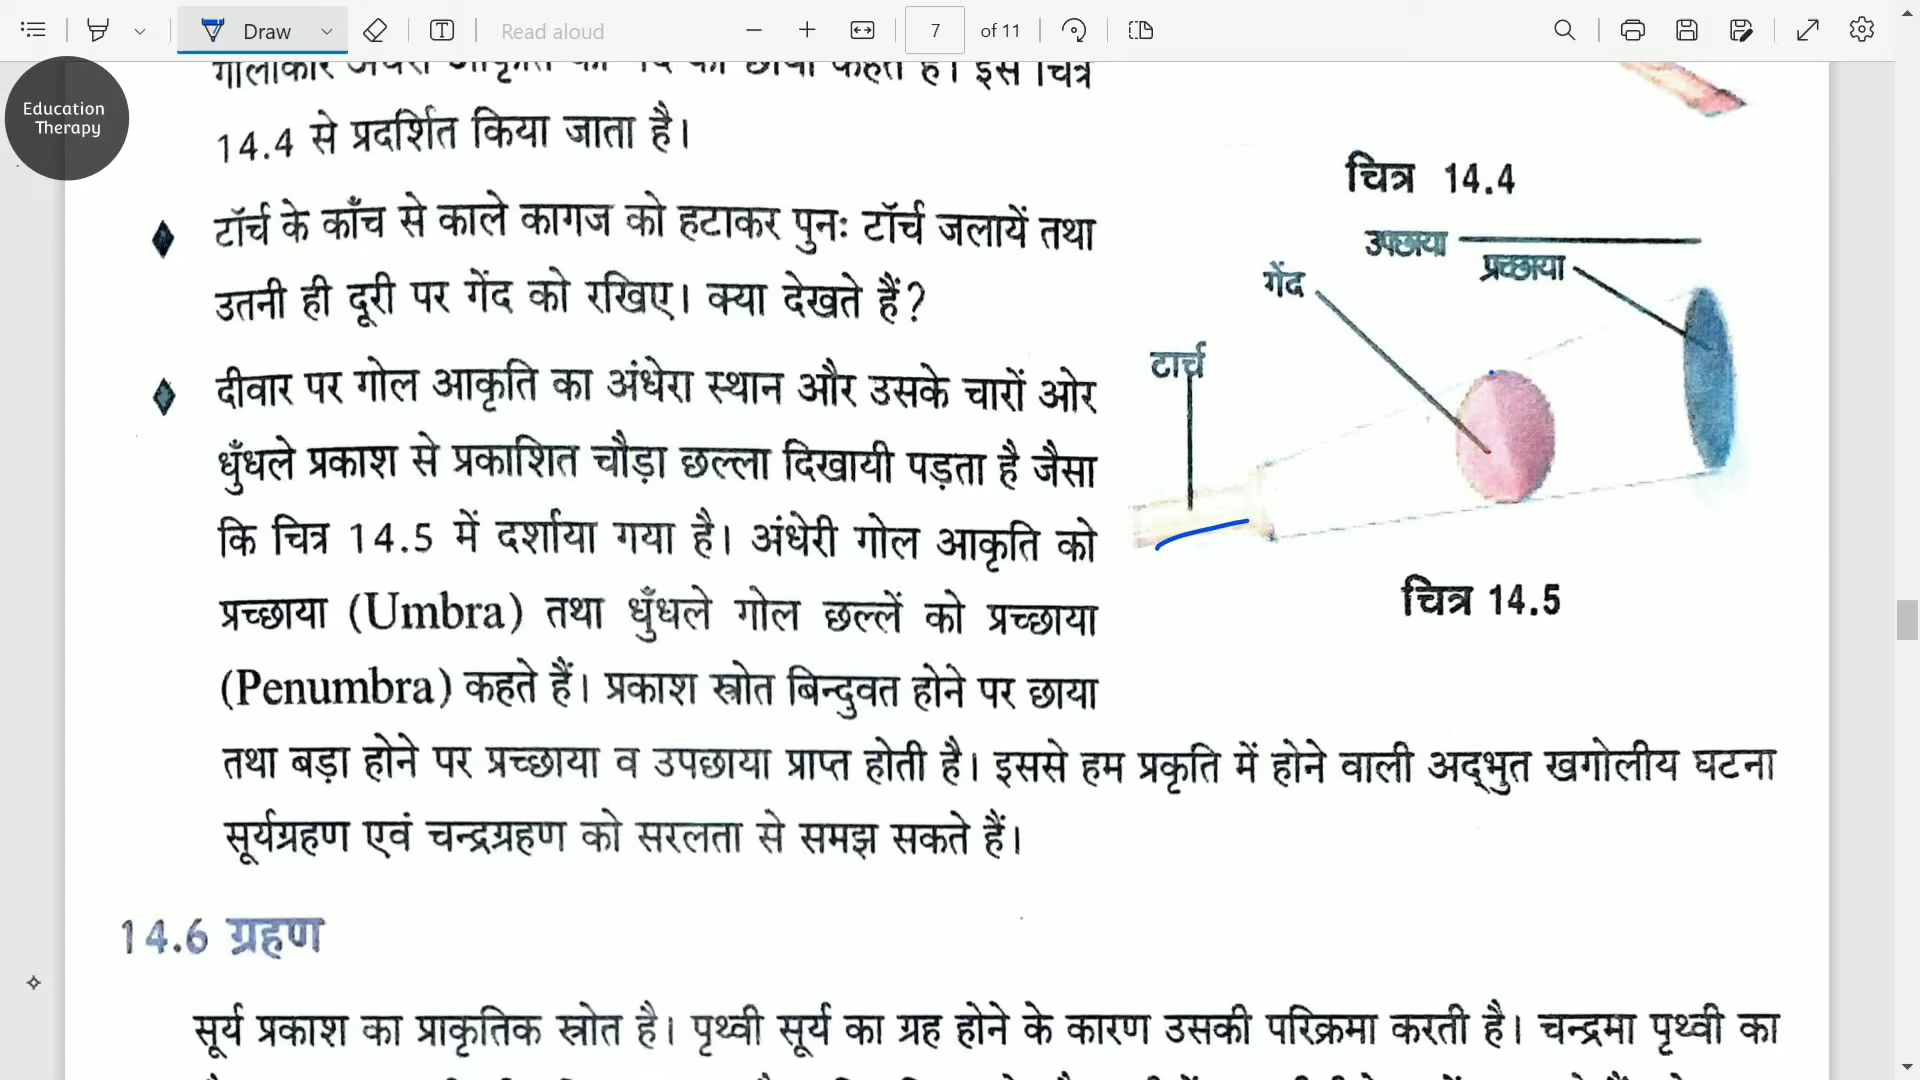 Draw
Read aloud
7
of 11
Education
Therapy
14.4 से प्रदर्शित किया जाता है।
टॉर्च के काँच से काले कागज को हटाकर पुनः टॉर्च जलायें तथा
उतनी ही दूरी पर गेंद को रखिए। क्या देखते हैं?
दीवार पर गोल आकृति का अंधेरा स्थान और उसके चारों ओर
धुँधले प्रकाश से प्रकाशित चौड़ा छल्ला दिखायी पड़ता है जैसा
कि चित्र 14.5 में दर्शाया गया है। अंधेरी गोल आकृति को
प्रच्छाया (Umbra) तथा धुँधले गोल छल्लें को प्रच्छाया
(Penumbra) कहते हैं। प्रकाश स्त्रोत बिन्दुवत होने पर छाया
तथा बड़ा होने पर प्रच्छाया व उपछाया प्राप्त होती है। इससे हम प्रकृति में होने वाली अद्भुत खगोलीय घटना
सूर्यग्रहण एवं चन्द्रग्रहण को सरलता से समझ सकते हैं।
चित्र 14.4
उपछाया
प्रच्छाया
गेंद
टार्च
चित्र 14.5
14.6 ग्रहण
सूर्य प्रकाश का प्राकृतिक स्त्रोत है। पृथ्वी सूर्य का ग्रह होने के कारण उसकी परिक्रमा करती है। चन्द्रमा पृथ्वी का